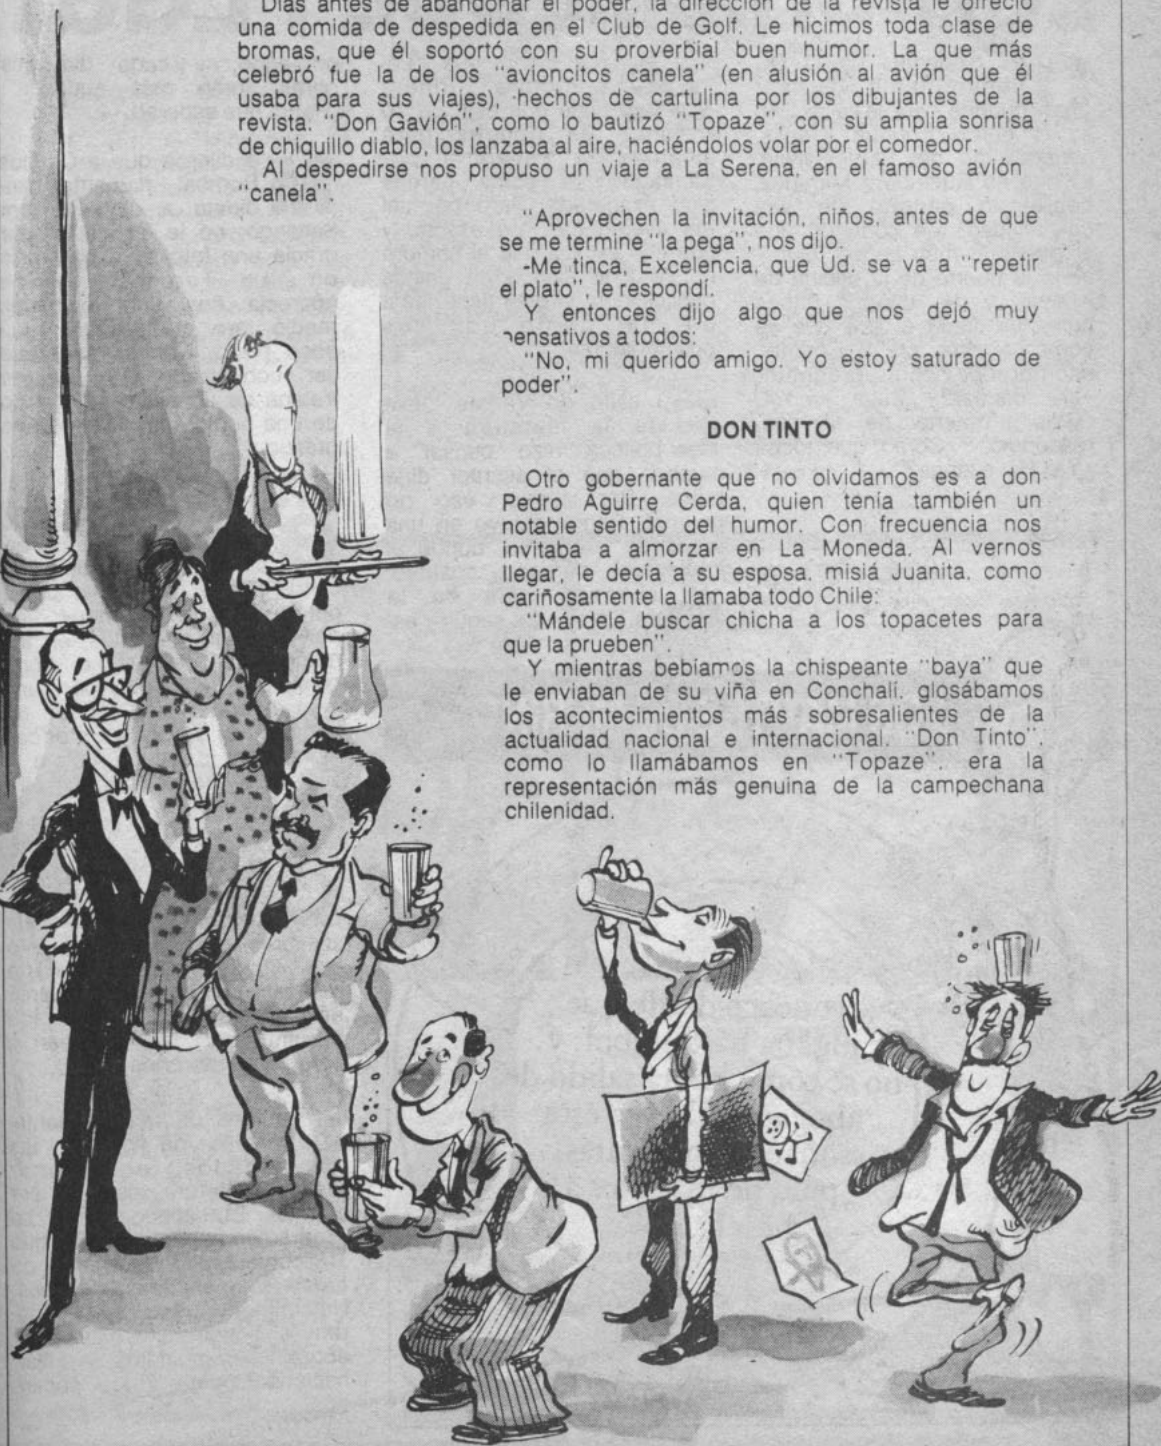 Días antes de abandonar el poder, la dirección de la revista le ofreció
una comida de despedida en el Club de Golf. Le hicimos toda clase de
bromas, que él soportó con su proverbial buen humor. La que más
celebró fue la de los "avioncitos canela" (en alusión al avión que él
usaba para sus viajes), hechos de cartulina por los dibujantes de la
revista. "Don Gavión", como lo bautizó "Topaze", con su amplia sonrisa
de chiquillo diablo, los lanzaba al aire, haciéndolos volar por el comedor.
Al despedirse nos propuso un viaje a La Serena, en el famoso avión
"canela".
"Aprovechen la invitación, niños, antes de que
se me termine "la pega", nos dijo.
-Me tinca, Excelencia, que Ud. se va a "repetir
el plato", le respondí.
Y entonces dijo algo que nos dejó muy
pensativos a todos:
"No, mi querido amigo. Yo estoy saturado de
poder".
DON TINTO
Otro gobernante que no olvidamos es a don
Pedro Aguirre Cerda, quien tenía también un
notable sentido del humor. Con frecuencia nos
invitaba a almorzar en La Moneda. Al vernos
llegar, le decía a su esposa, misiá Juanita, como
cariñosamente la llamaba todo Chile:
"Mándele buscar chicha a los topacetes para
que la prueben".
Y mientras bebíamos la chispeante "baya" que
le enviaban de su viña en Conchalí, glosábamos
los acontecimientos más sobresalientes de la
actualidad nacional e internacional. "Don Tinto",
como lo llamábamos en "Topaze", era la
representación más genuina de la campechana
chilenidad.